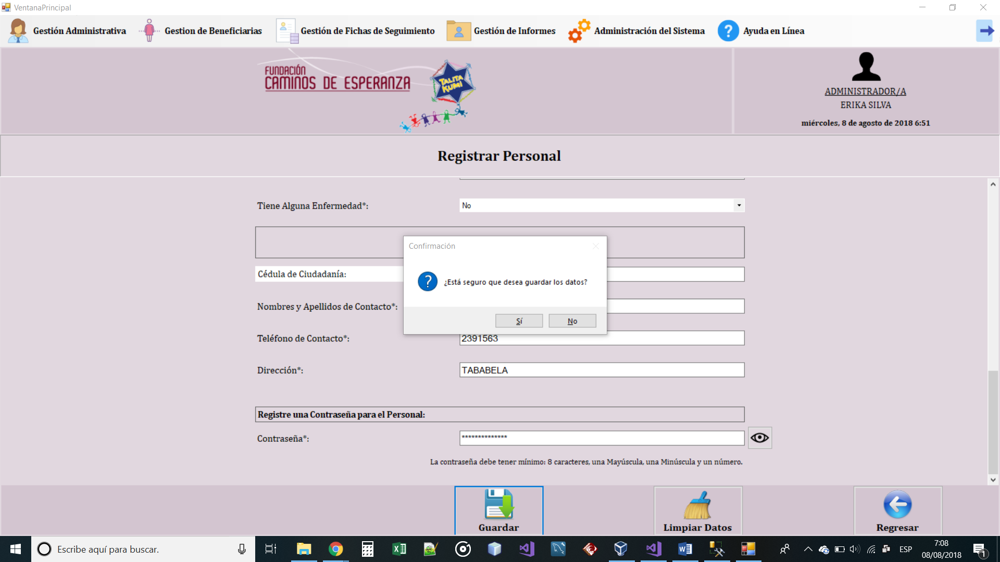 VentanaPrincipal
Gestión Administrativa
Gestion de Beneficiarias
Gestión de Fichas de Seguimiento
Gestión de Informes
Administración del Sistema
Ayuda en Línea
FUNDACIÓN
CAMINOS DE ESPERANZA
TALITA
KUMI
ADMINISTRADOR/A
ERIKA SILVA
miércoles, 8 de agosto de 2018 6:51
Registrar Personal
Tiene Alguna Enfermedad*:
No
Confirmación
¿Está seguro que desea guardar los datos?
Sí
No
Cédula de Ciudadanía:
Nombres y Apellidos de Contacto*:
Teléfono de Contacto*:
2391563
Dirección*:
TABABELA
Registre una Contraseña para el Personal:
Contraseña*:
**************
La contraseña debe tener mínimo: 8 caracteres, una Mayúscula, una Minúscula y un número.
Guardar
Limpiar Datos
Regresar
Escribe aquí para buscar.
ESP
7:08
08/08/2018
1